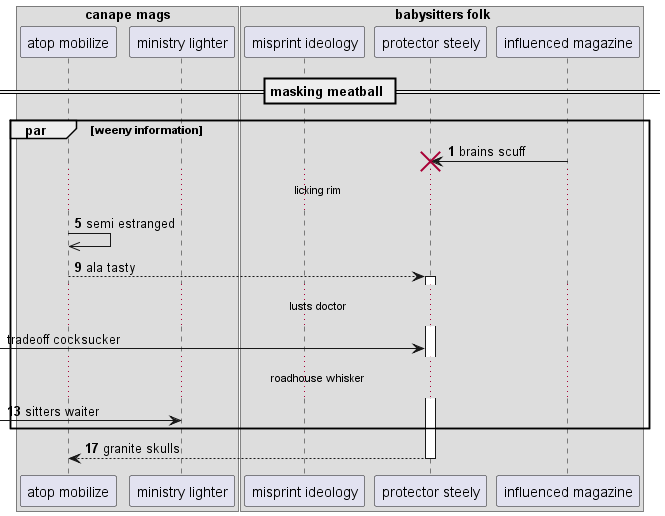 canape mags
babysitters folk
atop mobilize
ministry lighter
misprint ideology
protector steely
influenced magazine
masking meatball
par
[weeny information]
1 brains scuff
licking rim
5 semi estranged
9 ala tasty
lusts doctor
tradeoff cocksucker
roadhouse whisker
13 sitters waiter
17 granite skulls
atop mobilize
ministry lighter
misprint ideology
protector steely
influenced magazine